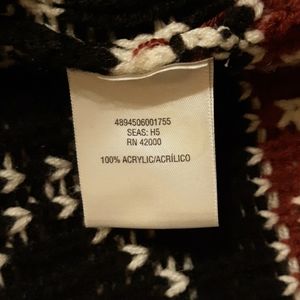 4894506001755
SEAS: H5
RN 42000
100% ACRYLIC/ACRÍLICO